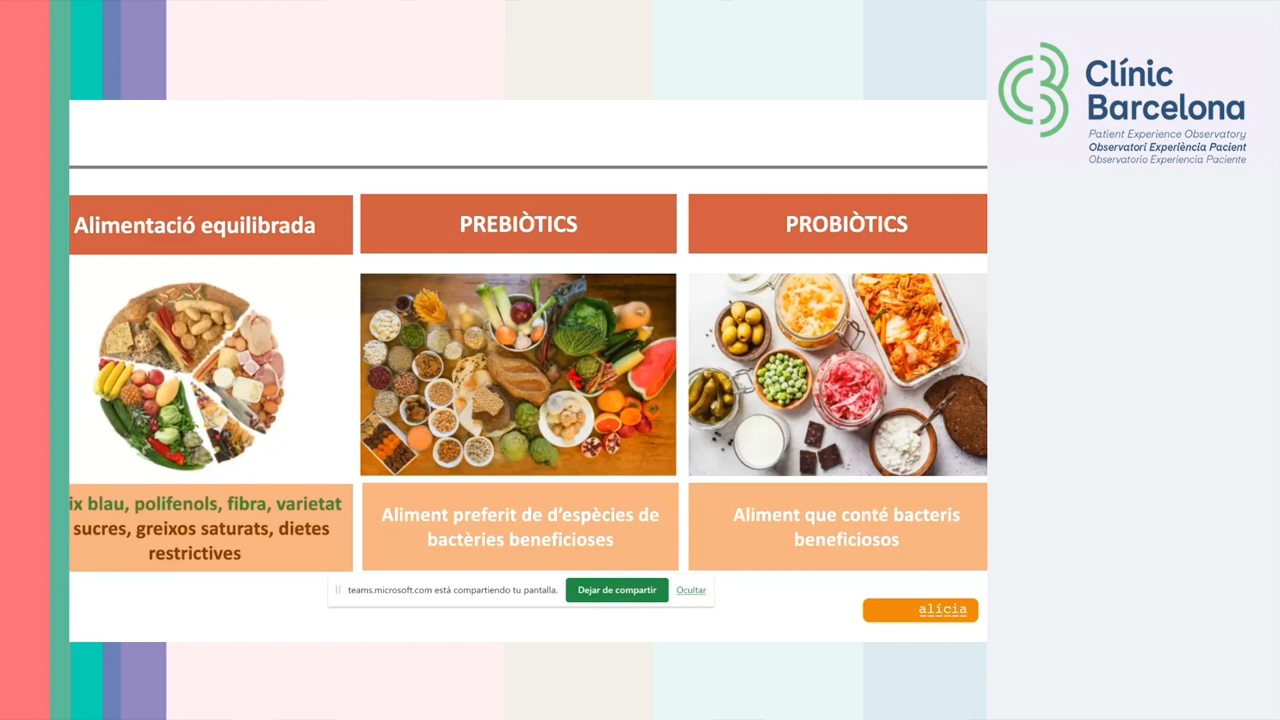 Clínic
Barcelona
Patient Experience Observatory
Observatori Experiència Pacient
Observatorio Experiencia Paciente
Alimentació equilibrada
PREBIÒTICS
PROBIÒTICS
ix blau, polifenols, fibra, varietat
sucres, greixos saturats, dietes
restrictives
Aliment preferit de d'espècies de
bactèries beneficioses
Aliment que conté bacteris
beneficiosos
teams.microsoft.com está compartiendo tu pantalla.
Dejar de compartir
Ocultar
alícia